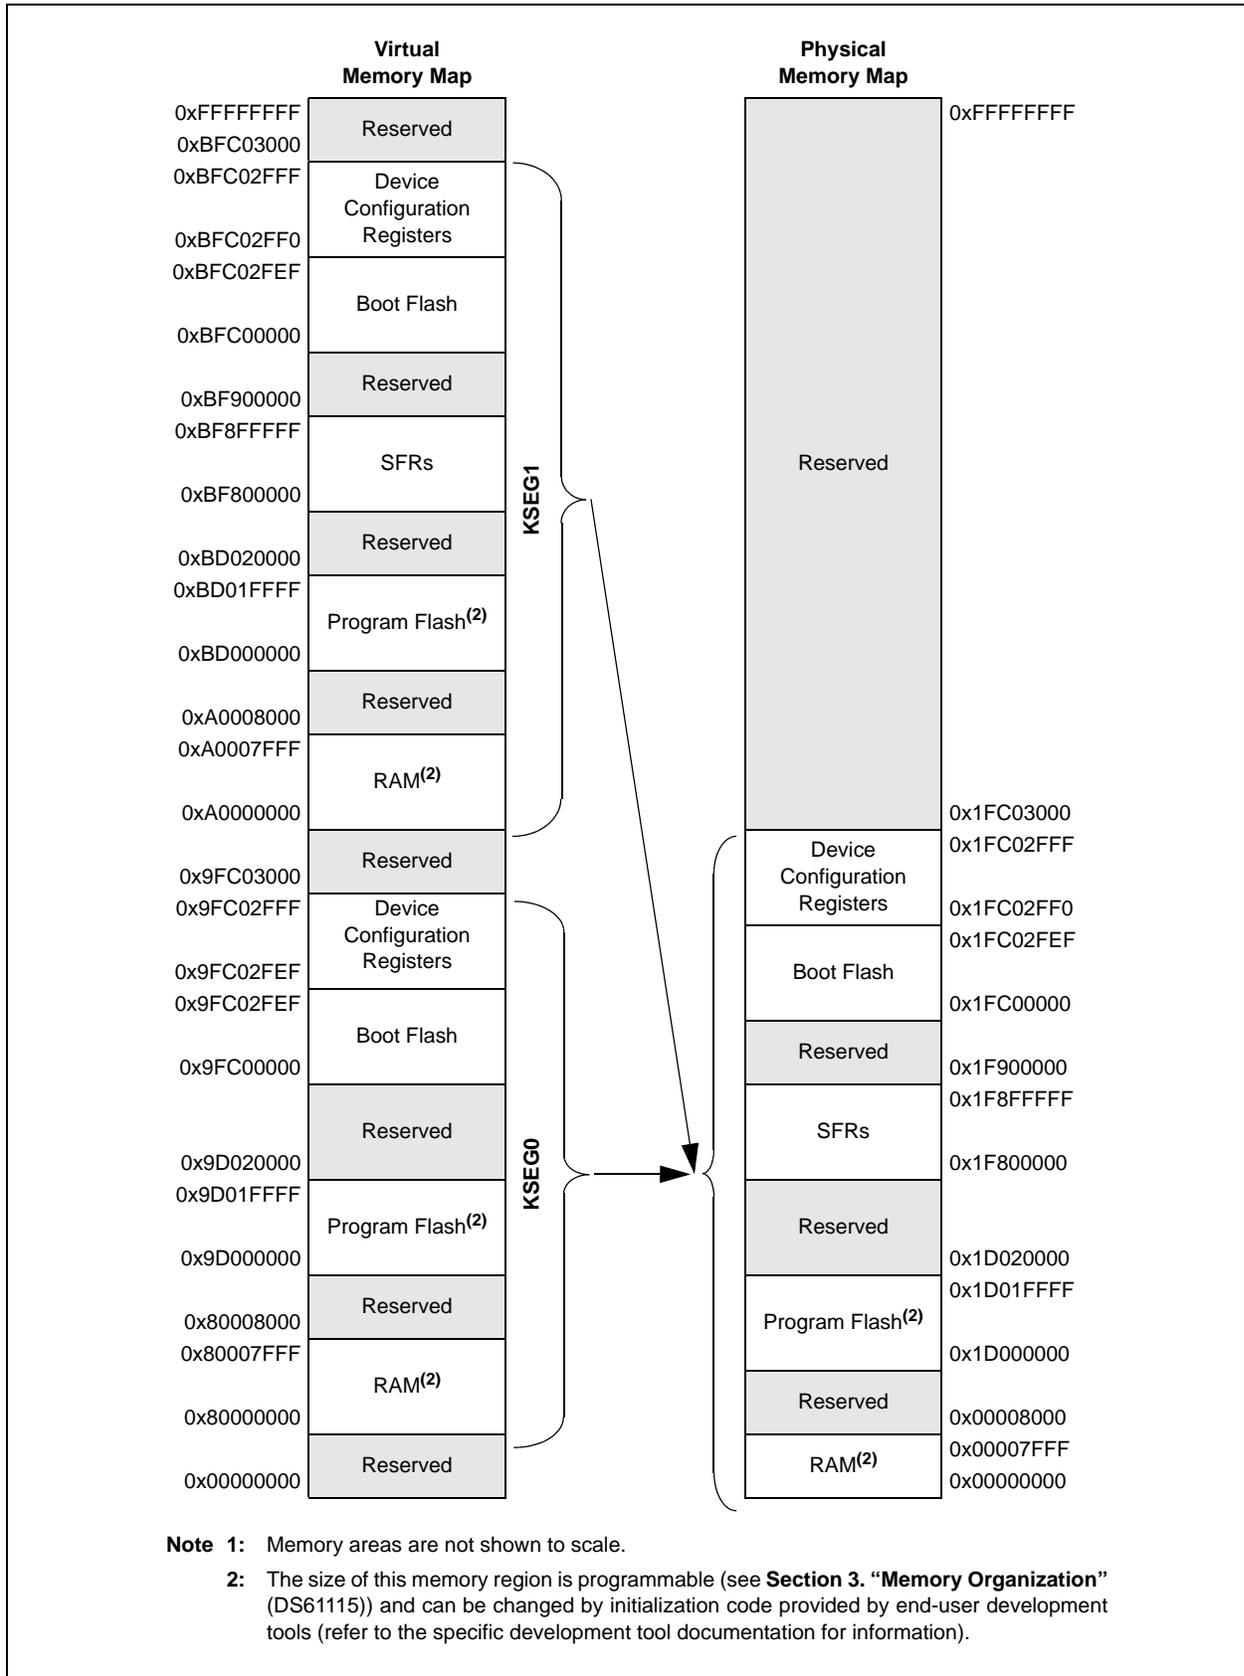 Virtual
Memory Map
0xFFFFFFFF
Reserved
0xBFC03000
0xBFC02FFF
Device
Configuration
Registers
0xBFC02FF0
0xBFC02FEF
Boot Flash
0xBFC00000
Reserved
0xBF900000
0xBF8FFFFF
SFRs
0xBF800000
Reserved
0xBD020000
0xBD01FFFF
Program Flash(2)
0xBD000000
Reserved
0xA0008000
0xA0007FFF
RAM(2)
0xA0000000
KSEG1
Reserved
0x9FC03000
0x9FC02FFF
Device
Configuration
Registers
0x9FC02FEF
0x9FC02FEF
Boot Flash
0x9FC00000
Reserved
0x9D020000
0x9D01FFFF
Program Flash(2)
0x9D000000
Reserved
0x80008000
0x80007FFF
RAM(2)
0x80000000
KSEG0
Reserved
0x00000000
Physical
Memory Map
0xFFFFFFFF
Reserved
0x1FC03000
0x1FC02FFF
Device
Configuration
Registers
0x1FC02FF0
0x1FC02FEF
Boot Flash
0x1FC00000
Reserved
0x1F900000
0x1F8FFFFF
SFRs
0x1F800000
Reserved
0x1D020000
0x1D01FFFF
Program Flash(2)
0x1D000000
Reserved
0x00008000
0x00007FFF
RAM(2)
0x00000000
Note 1: Memory areas are not shown to scale.
2: The size of this memory region is programmable (see Section 3. “Memory Organization”
(DS61115)) and can be changed by initialization code provided by end-user development
tools (refer to the specific development tool documentation for information).